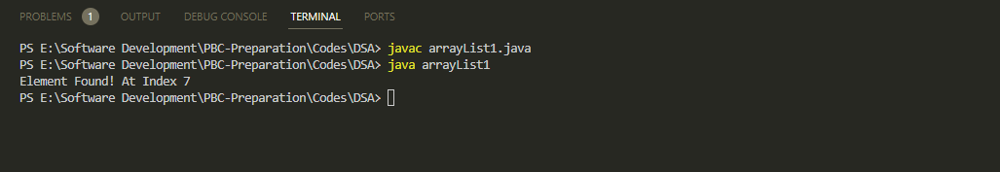 PROBLEMS 1 OUTPUT DEBUG CONSOLE TERMINAL PORTS
PS E:\Software Development\PBC-Preparation\Codes\DSA> javac arrayList1.java
PS E:\Software Development\PBC-Preparation\Codes\DSA> java arrayList1
Element Found! At Index 7
PS E:\Software Development\PBC-Preparation\Codes\DSA>